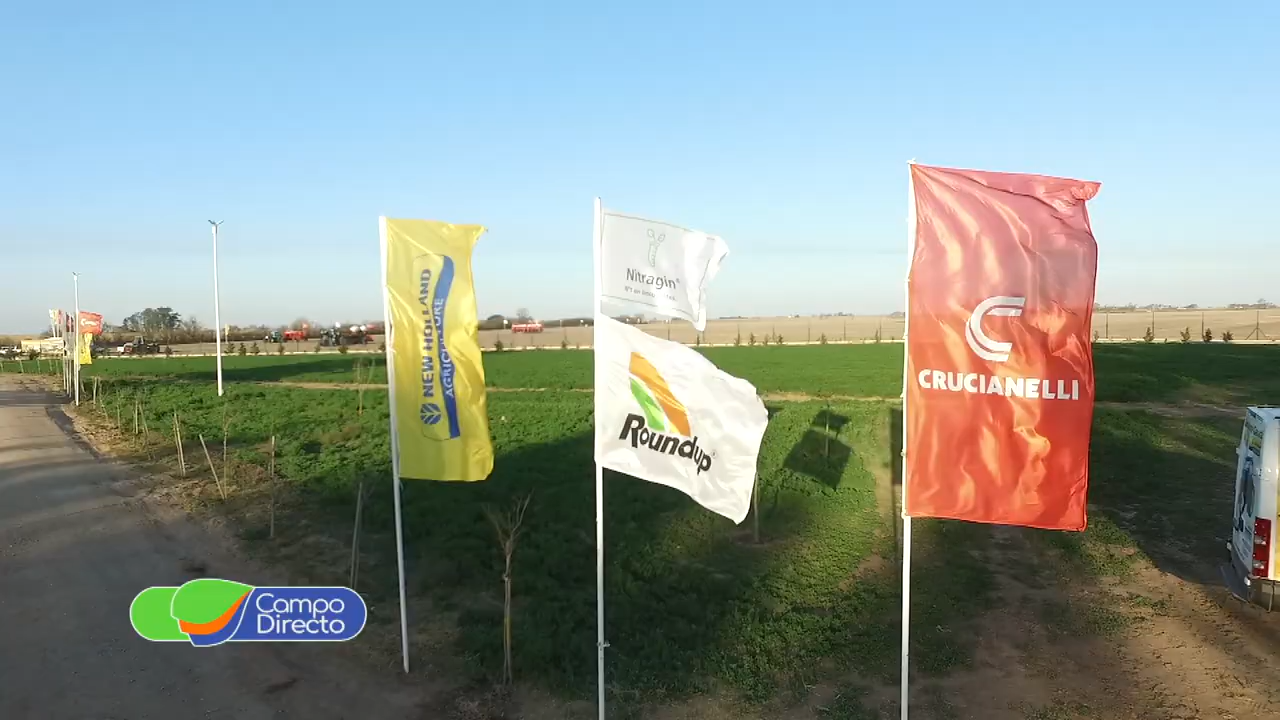 NEW HOLLAND
AGRICULTURE
Nitragin®
Roundup®
CRUCIANELLI
Campo
Directo